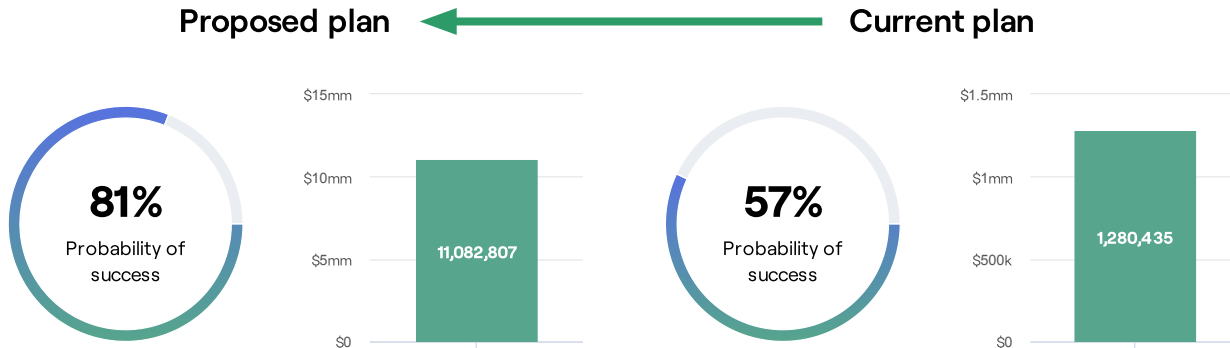 Proposed plan
Current plan
81%
Probability of
success
$15mm
$10mm
$5mm
$0
11,082,807
57%
Probability of
success
$1.5mm
$1mm
$500k
$0
1,280,435